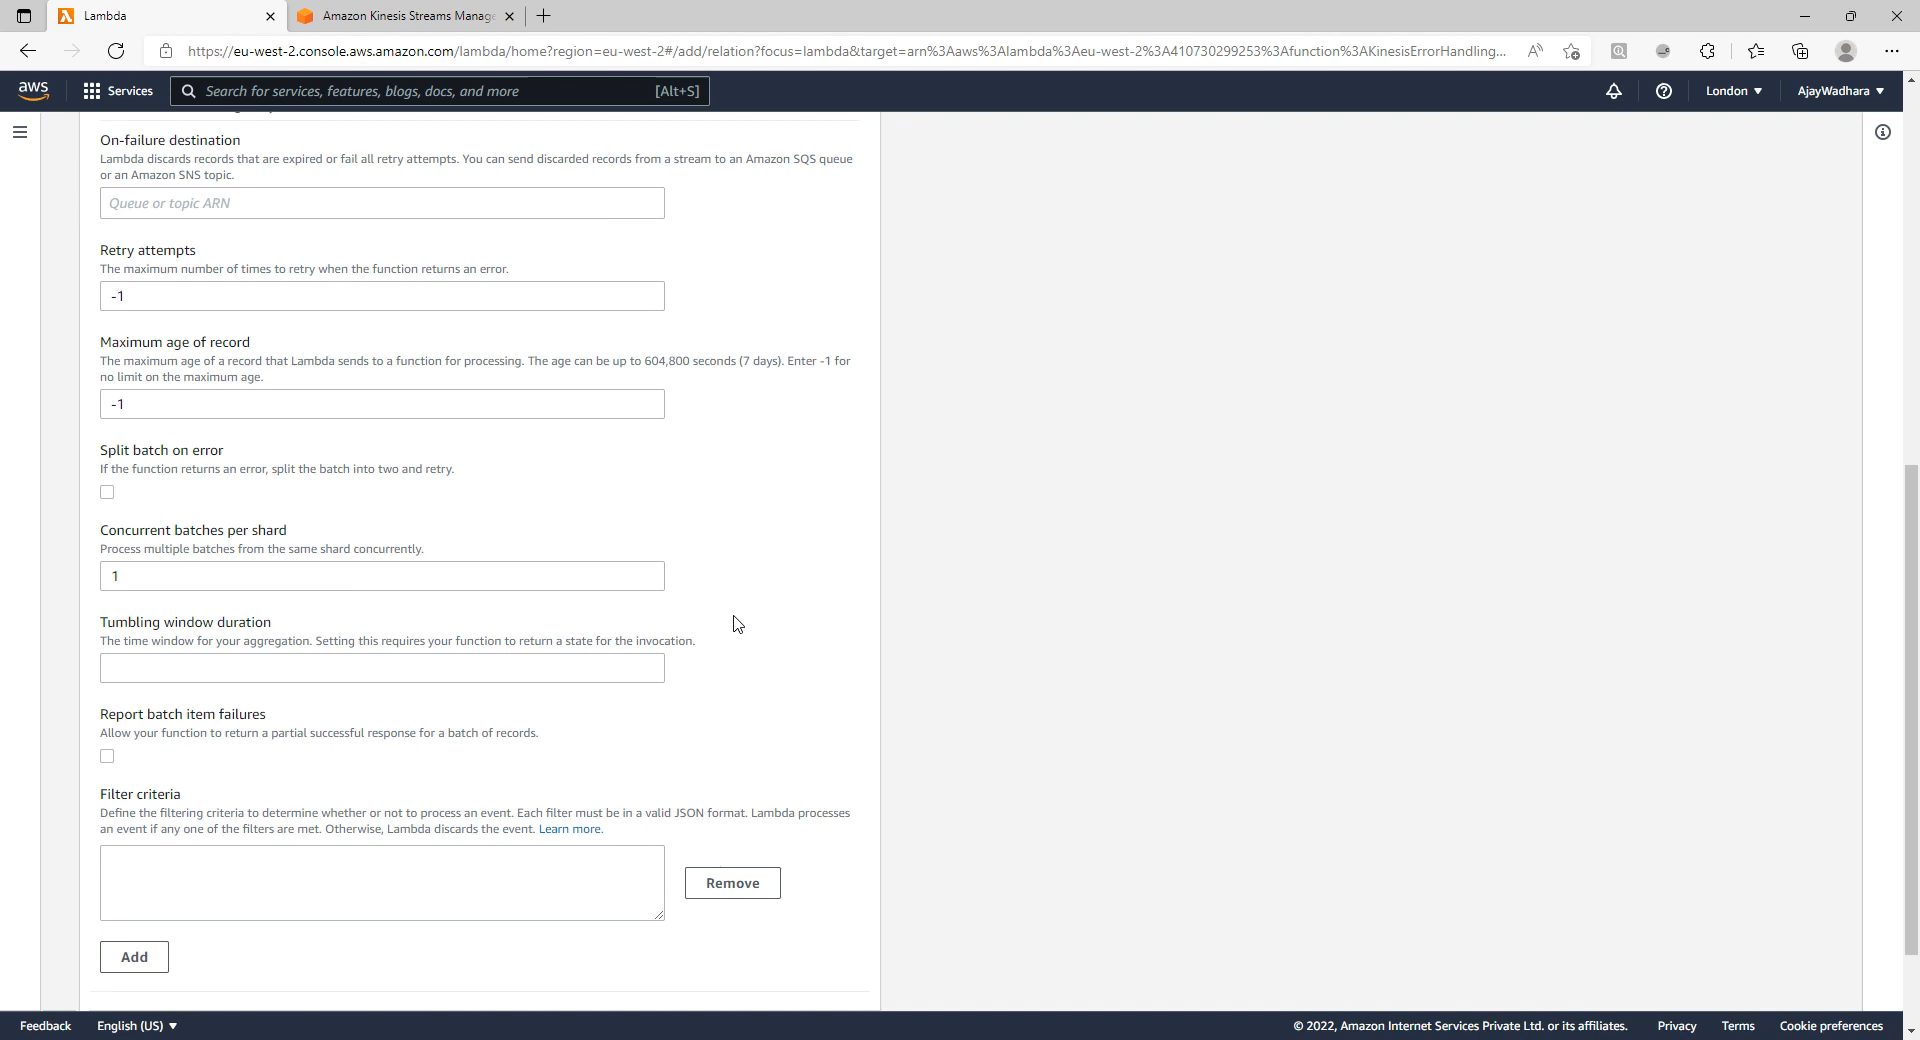 Lambda
Amazon Kinesis Streams Manage
https://eu-west-2.console.aws.amazon.com/lambda/home?region=eu-west-2#/add/relation?focus=lambda&target=arn%3Aaws%3Alambda%3Aeu-west-2%3A410730299253%3Afunction%3AKinesisErrorHandling...
aws
Services
Search for services, features, blogs, docs, and more
[Alt+S]
London
AjayWadhara
On-failure destination
Lambda discards records that are expired or fail all retry attempts. You can send discarded records from a stream to an Amazon SQS queue
or an Amazon SNS topic.
Queue or topic ARN
Retry attempts
The maximum number of times to retry when the function returns an error.
-1
Maximum age of record
The maximum age of a record that Lambda sends to a function for processing. The age can be up to 604,800 seconds (7 days). Enter -1 for
no limit on the maximum age.
-1
Split batch on error
If the function returns an error, split the batch into two and retry.
Concurrent batches per shard
Process multiple batches from the same shard concurrently.
1
Tumbling window duration
The time window for your aggregation. Setting this requires your function to return a state for the invocation.
Report batch item failures
Allow your function to return a partial successful response for a batch of records.
Filter criteria
Define the filtering criteria to determine whether or not to process an event. Each filter must be in a valid JSON format. Lambda processes
an event if any one of the filters are met. Otherwise, Lambda discards the event. Learn more.
Remove
Add
Feedback
English (US)
© 2022, Amazon Internet Services Private Ltd. or its affiliates.
Privacy
Terms
Cookie preferences